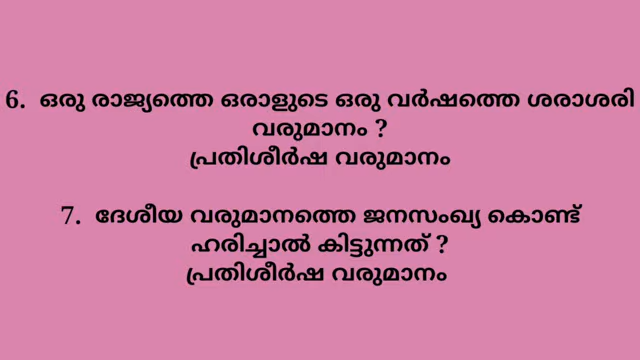 6. ഒരു രാജ്യത്തെ ഒരാളുടെ ഒരു വർഷത്തെ ശരാശരി
വരുമാനം ?
പ്രതിശീർഷ വരുമാനം
7. ദേശീയ വരുമാനത്തെ ജനസംഖ്യ കൊണ്ട്
ഹരിച്ചാൽ കിട്ടുന്നത് ?
പ്രതിശീർഷ വരുമാനം